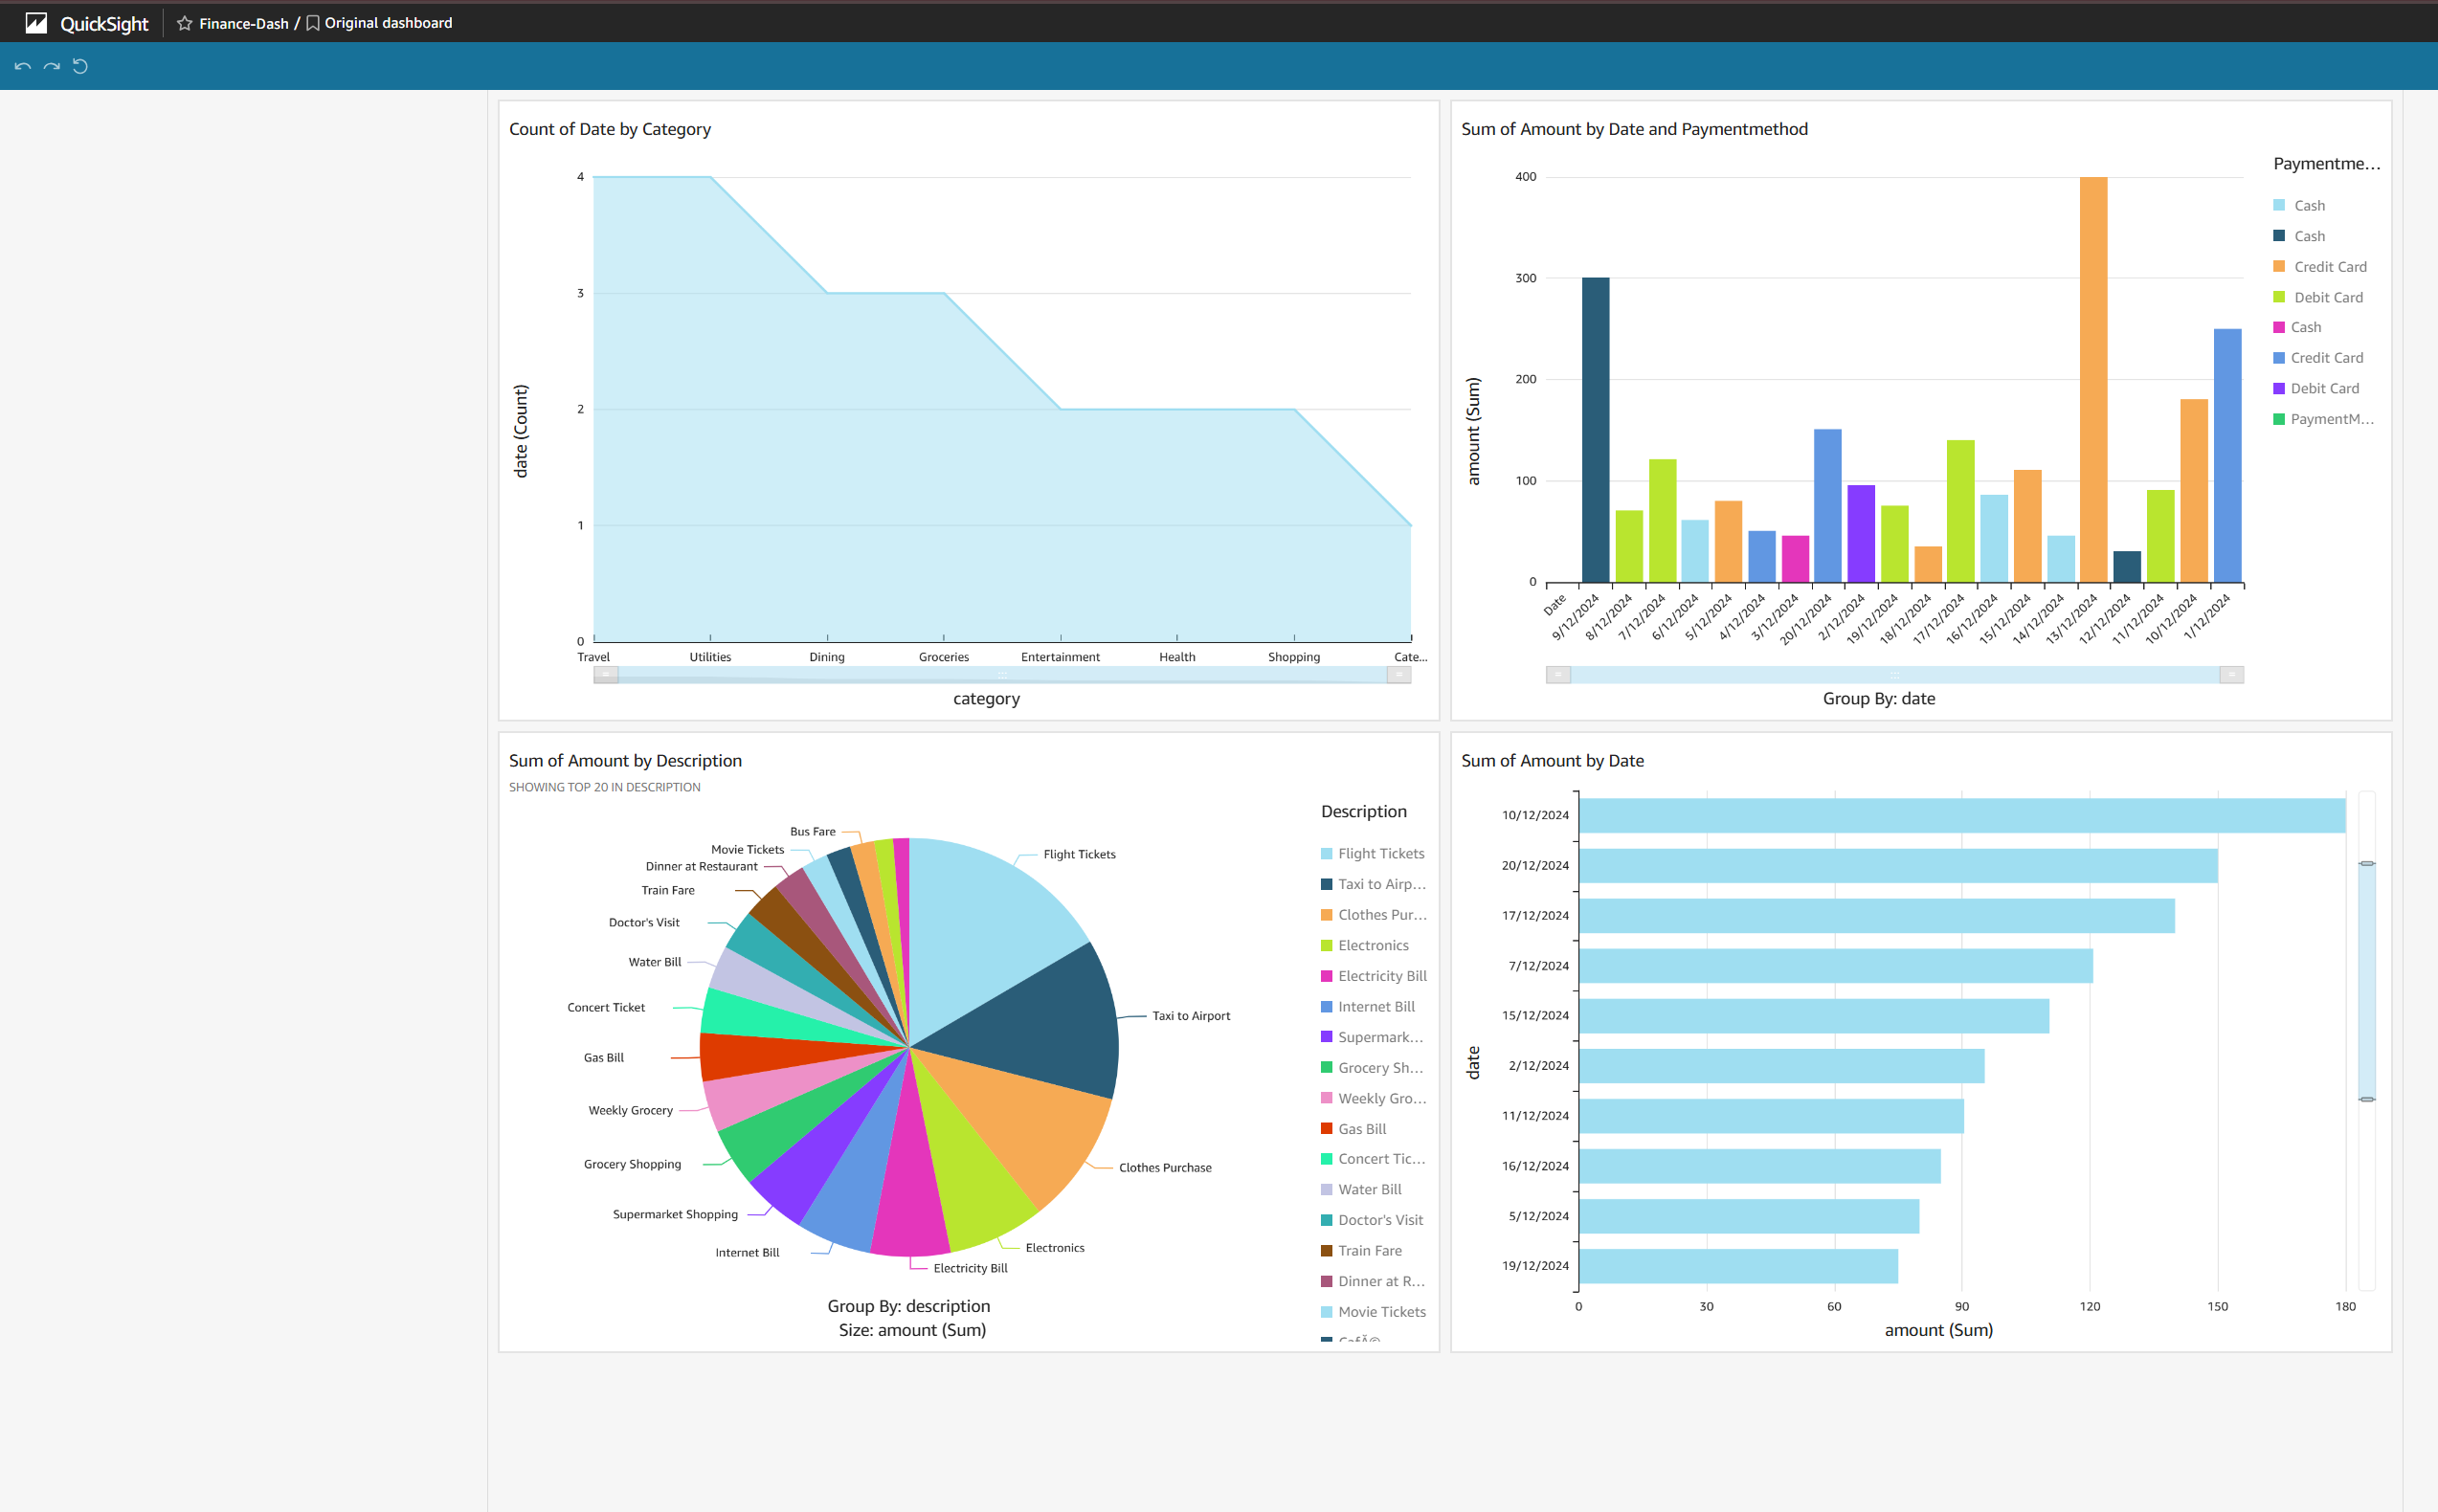 QuickSight
Finance-Dash / Original dashboard
Count of Date by Category
date (Count)
4
3
2
1
0
Travel Utilities Dining Groceries Entertainment Health Shopping Cate...
category
Sum of Amount by Date and Paymentmethod
amount (Sum)
400
300
200
100
0
Date 9/12/2024 8/12/2024 7/12/2024 6/12/2024 5/12/2024 4/12/2024 3/12/2024 20/12/2024 2/12/2024 19/12/2024 18/12/2024 17/12/2024 16/12/2024 15/12/2024 14/12/2024 13/12/2024 12/12/2024 11/12/2024 10/12/2024 1/12/2024
Group By: date
Paymentme...
Cash
Cash
Credit Card
Debit Card
Cash
Credit Card
Debit Card
PaymentM...
Sum of Amount by Description
SHOWING TOP 20 IN DESCRIPTION
Bus Fare
Movie Tickets
Dinner at Restaurant
Train Fare
Doctor's Visit
Water Bill
Concert Ticket
Gas Bill
Weekly Grocery
Grocery Shopping
Supermarket Shopping
Internet Bill
Electricity Bill
Electronics
Clothes Purchase
Taxi to Airport
Flight Tickets
Group By: description
Size: amount (Sum)
Description
Flight Tickets
Taxi to Airp...
Clothes Pur...
Electronics
Electricity Bill
Internet Bill
Supermark...
Grocery Sh...
Weekly Gro...
Gas Bill
Concert Tic...
Water Bill
Doctor's Visit
Train Fare
Dinner at R...
Movie Tickets
Sum of Amount by Date
date
10/12/2024
20/12/2024
17/12/2024
7/12/2024
15/12/2024
2/12/2024
11/12/2024
16/12/2024
5/12/2024
19/12/2024
0 30 60 90 120 150 180
amount (Sum)